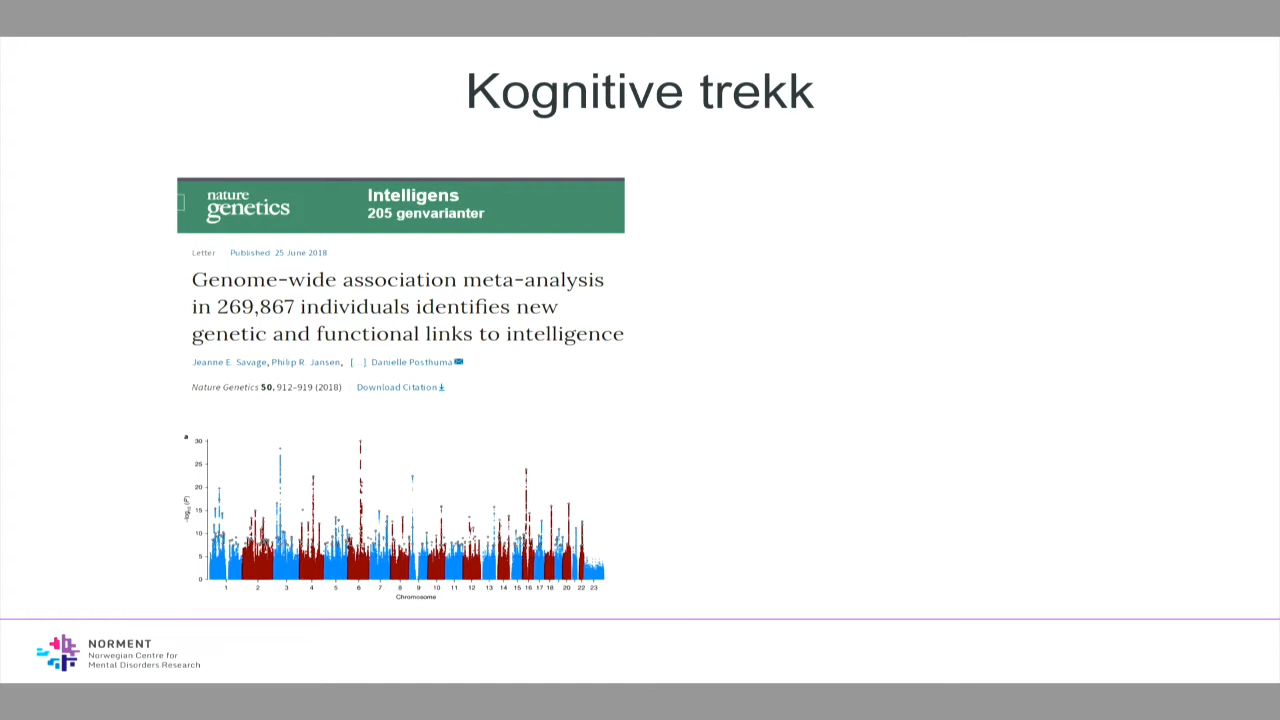 Kognitive trekk
nature
genetics
Intelligens
205 genvarianter
Letter Published 25 June 2018
Genome-wide association meta-analysis
in 269,867 individuals identifies new
genetic and functional links to intelligence
Jeanne E. Savage, Philip R. Jansen, [...] Danielle Posthuma
Nature Genetics 50, 912–919 (2018) Download Citation
a
30
25
20
15
10
5
0
-log10 (P)
1 2 3 4 5 6 7 8 9 10 11 12 13 14 15 16 17 18 20 22 23
Chromosome
NORMENT
Norwegian Centre for
Mental Disorders Research